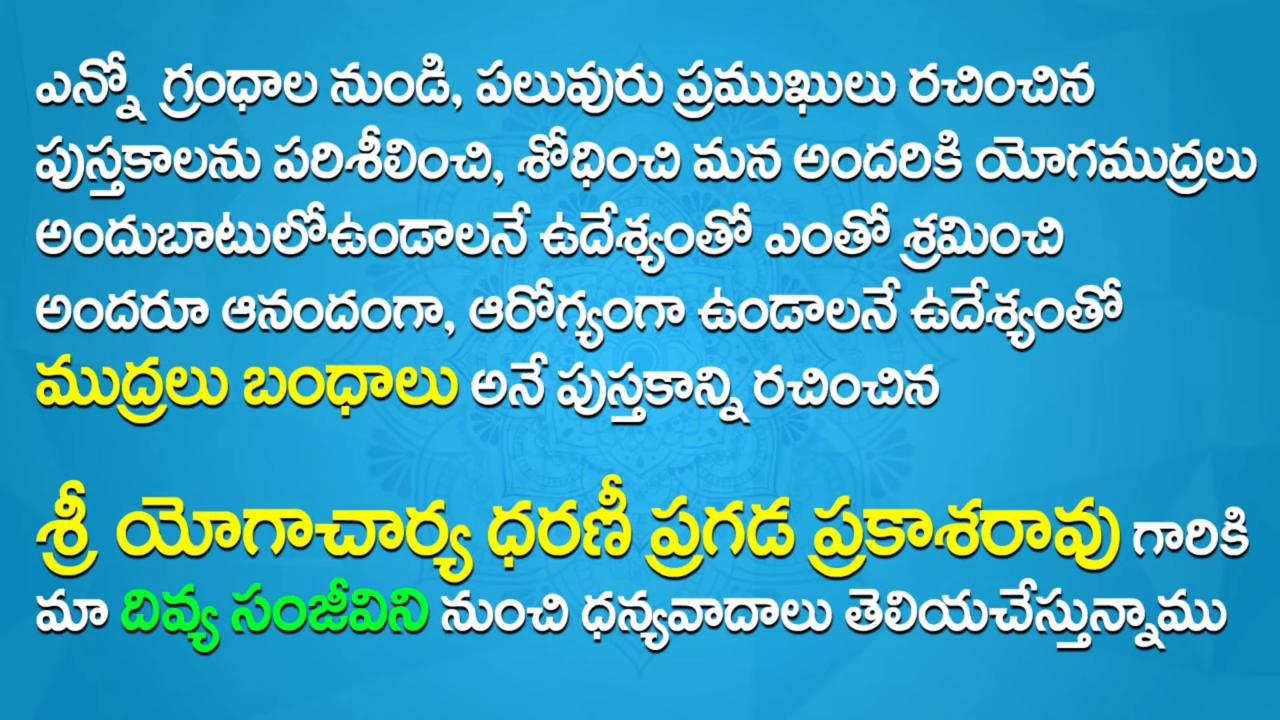 ఎన్నో గ్రంధాల నుండి, పలువురు ప్రముఖులు రచించిన
పుస్తకాలను పరిశీలించి, శోధించి మన అందరికి యోగముద్రలు
అందుబాటులోఉండాలనే ఉదేశ్యంతో ఎంతో శ్రమించి
అందరూ ఆనందంగా, ఆరోగ్యంగా ఉండాలనే ఉదేశ్యంతో
ముద్రలు బంధాలు అనే పుస్తకాన్ని రచించిన
శ్రీ యోగాచార్య ధరణీ ప్రగడ ప్రకాశరావు గారికి
మా దివ్య సంజీవిని నుంచి ధన్యవాదాలు తెలియచేస్తున్నాము